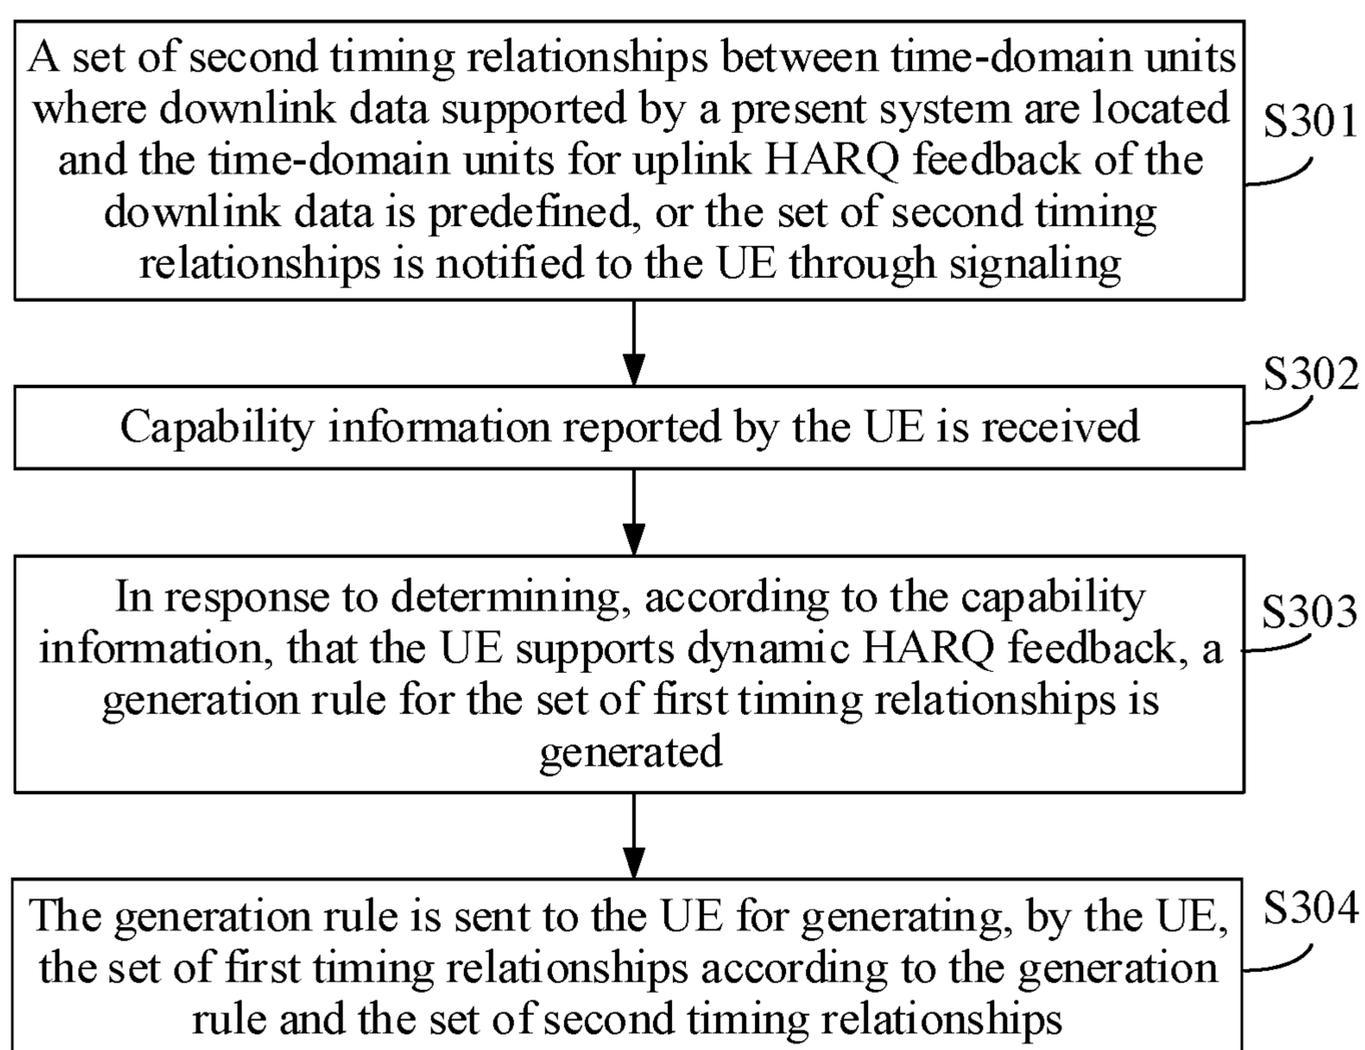 A set of second timing relationships between time-domain units
where downlink data supported by a present system are located
and the time-domain units for uplink HARQ feedback of the
downlink data is predefined, or the set of second timing
relationships is notified to the UE through signaling
S301
S302
Capability information reported by the UE is received
In response to determining, according to the capability
information, that the UE supports dynamic HARQ feedback, a
generation rule for the set of first timing relationships is
generated
S303
The generation rule is sent to the UE for generating, by the UE,
the set of first timing relationships according to the generation
rule and the set of second timing relationships
S304